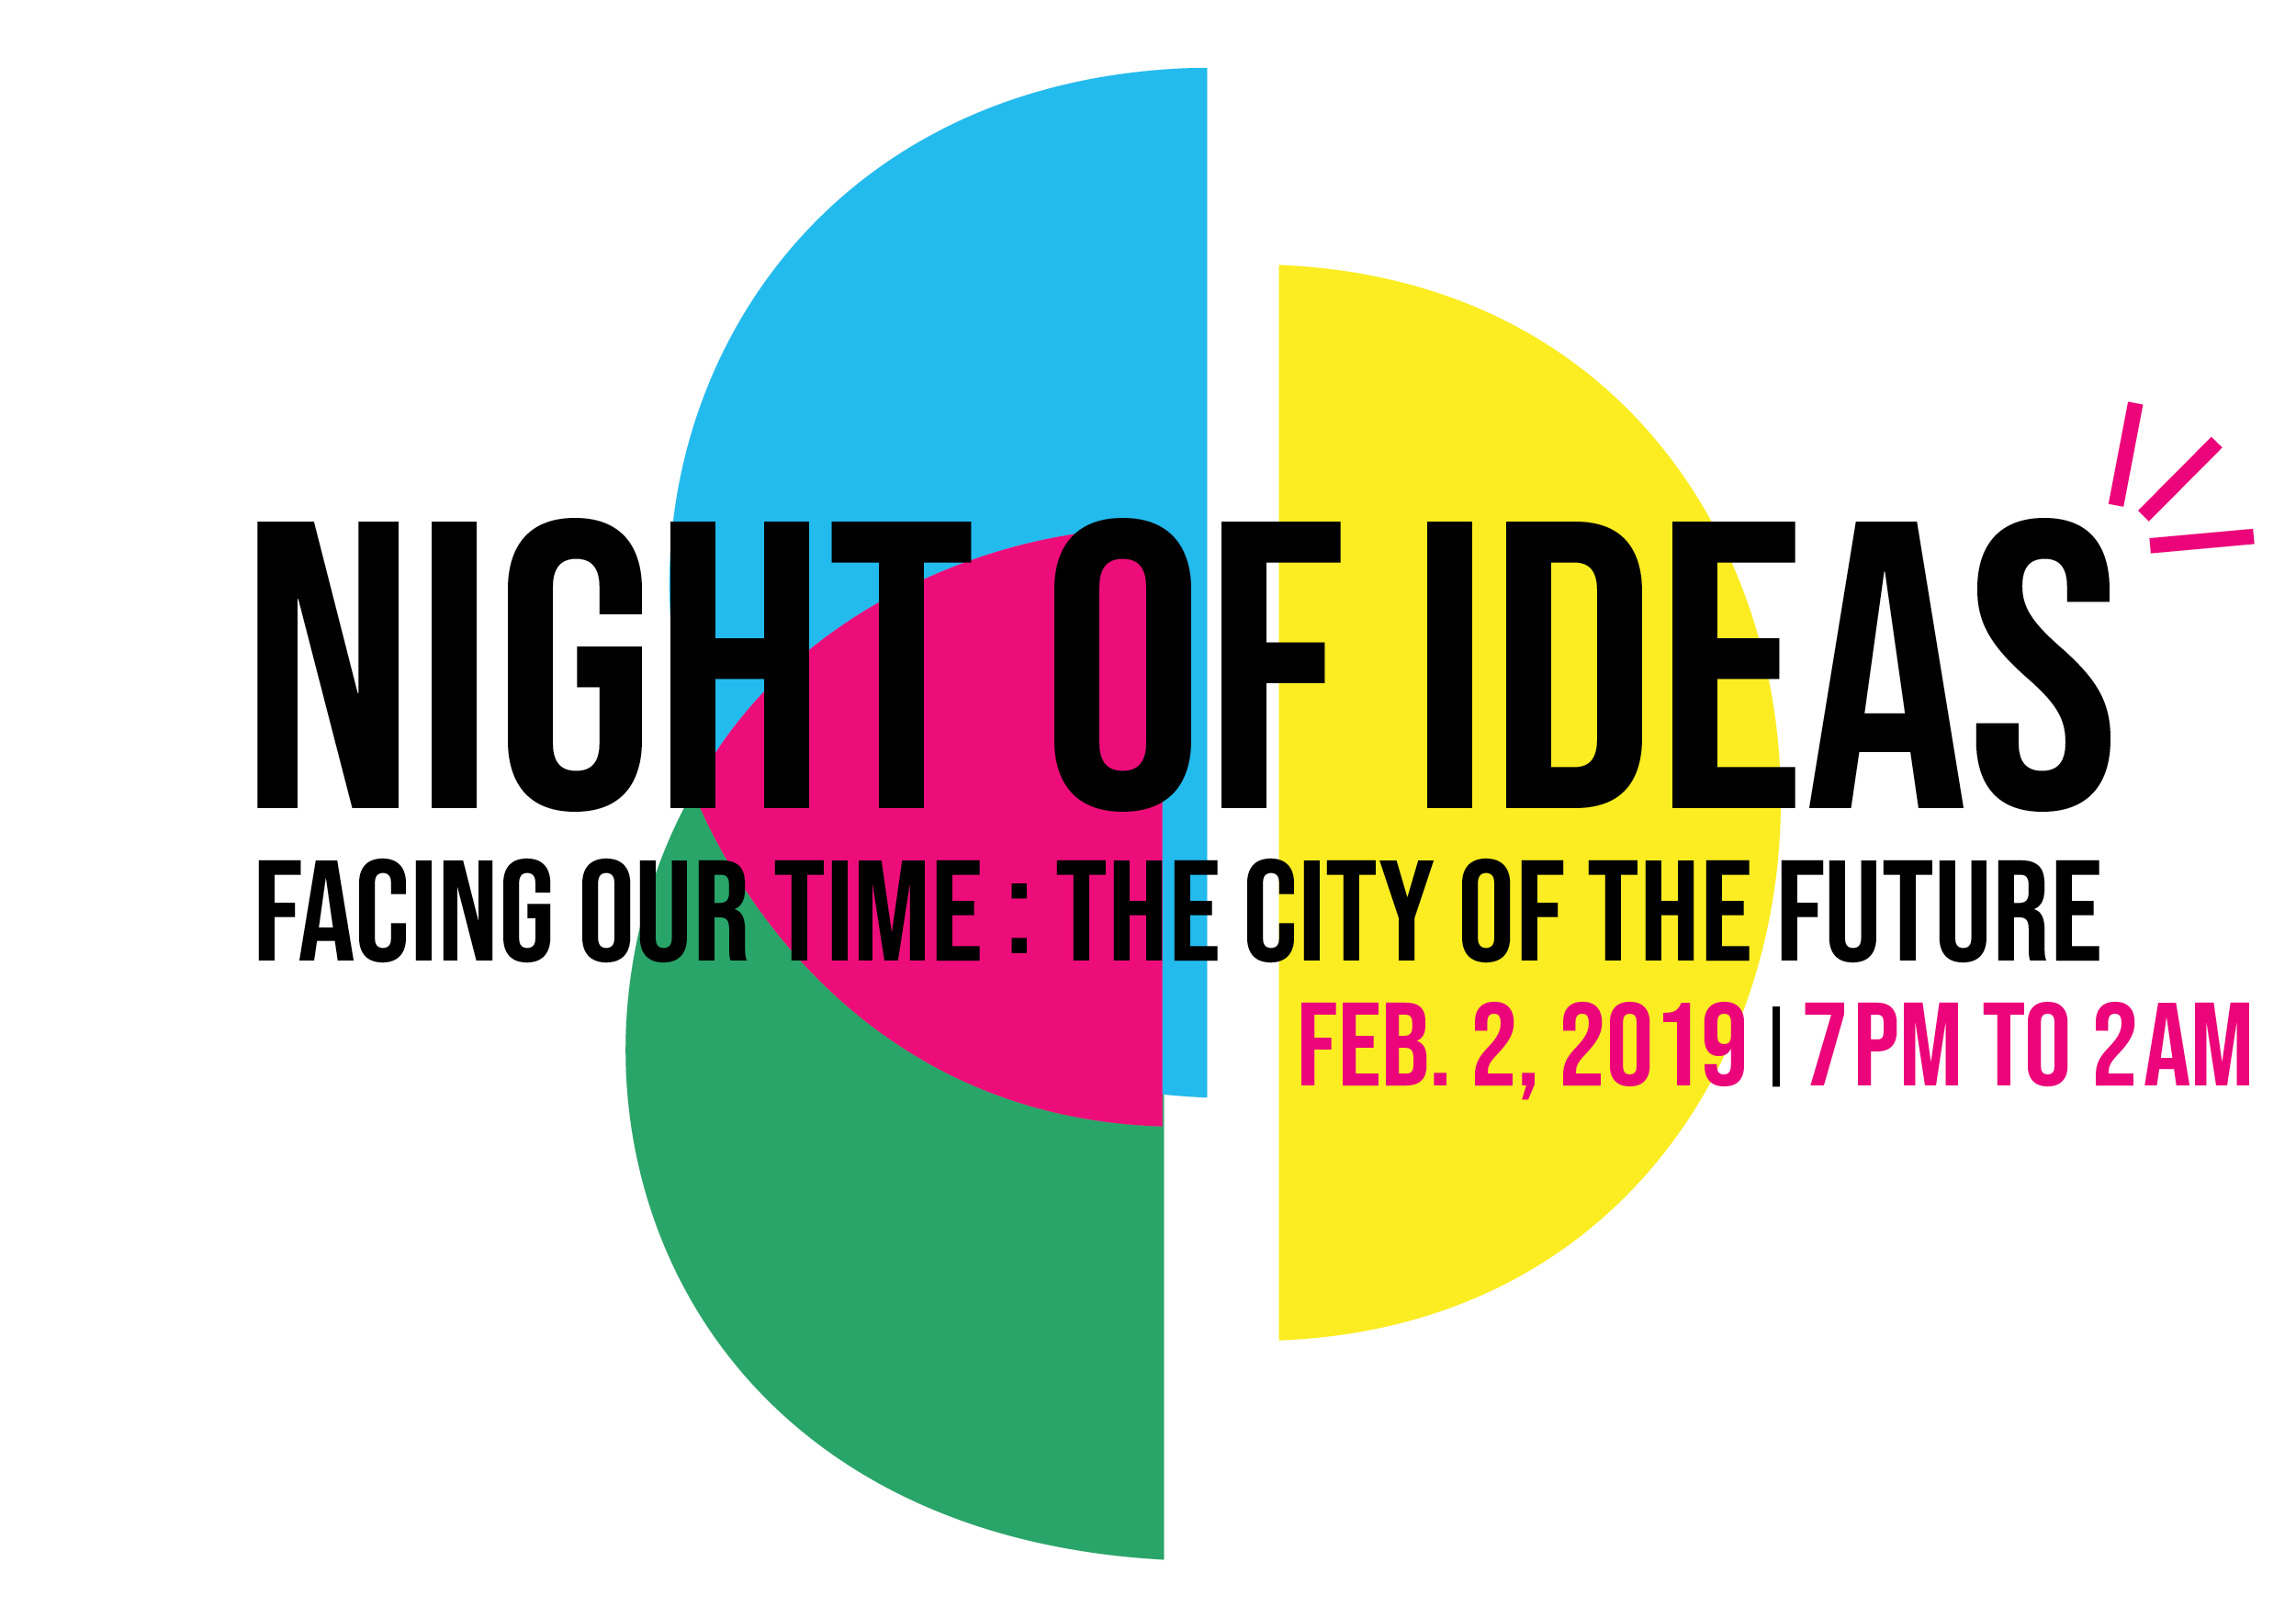 NIGHT OF IDEAS
FACING OUR TIME : THE CITY OF THE FUTURE
FEB. 2, 2019 | 7PM TO 2AM